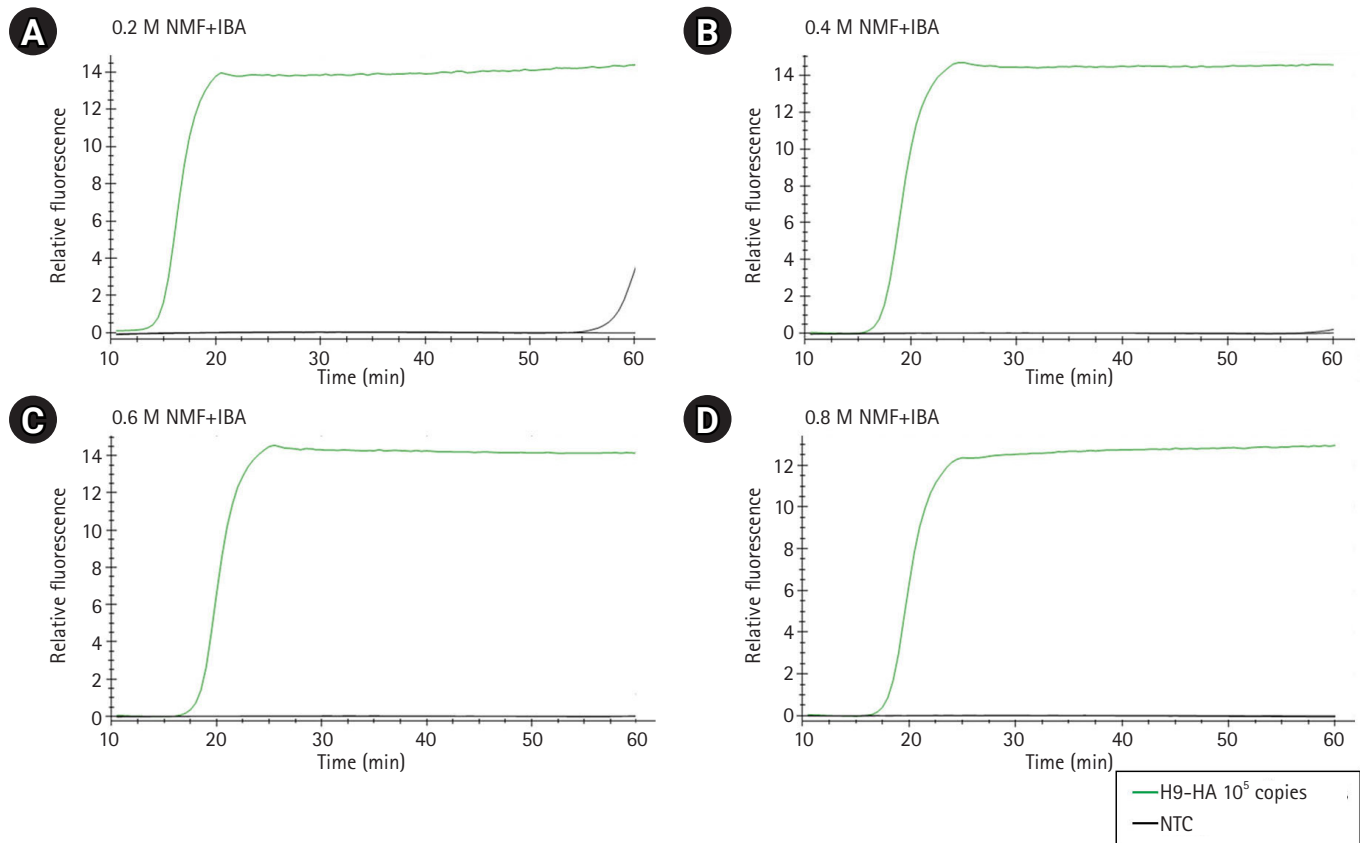 A
0.2 M NMF+IBA
Relative fluorescence
14
12
10
8
6
4
2
0
10 20 30 40 50 60
Time (min)
B
0.4 M NMF+IBA
Relative fluorescence
14
12
10
8
6
4
2
0
10 20 30 40 50 60
Time (min)
C
0.6 M NMF+IBA
Relative fluorescence
14
12
10
8
6
4
2
0
10 20 30 40 50 60
Time (min)
D
0.8 M NMF+IBA
Relative fluorescence
12
10
8
6
4
2
0
10 20 30 40 50 60
Time (min)
H9-HA 10⁵ copies
NTC